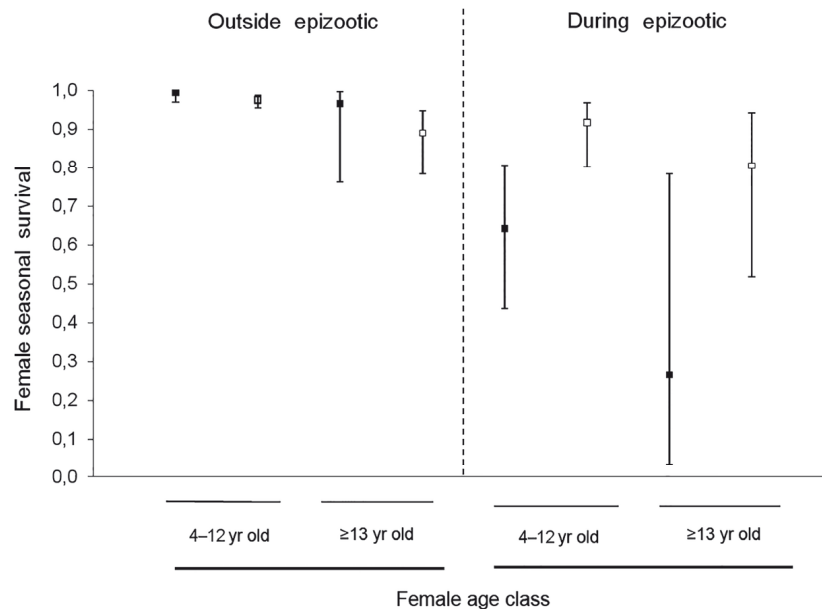 Outside epizootic
During epizootic
Female seasonal survival
1,0
0,9
0,8
0,7
0,6
0,5
0,4
0,3
0,2
0,1
0,0
4–12 yr old
≥13 yr old
4–12 yr old
≥13 yr old
Female age class